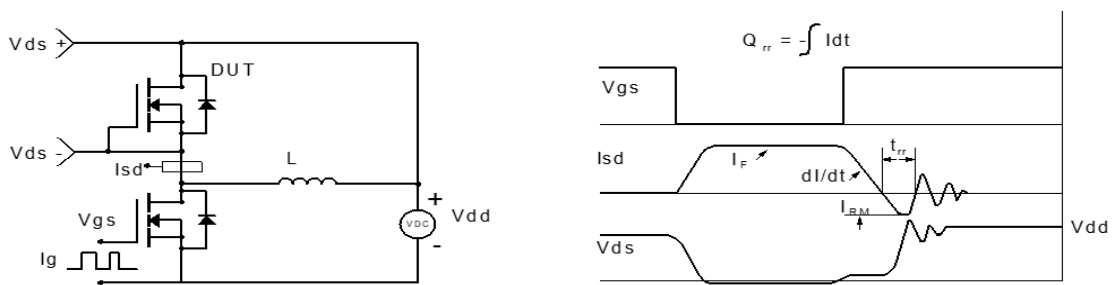 Vds +
DUT
Vds -
Isd
L
Vgs
+
VDC
-
Vdd
Ig
Q rr = - ∫ Idt
Vgs
Isd
I F
dI/dt
t rr
I RM
Vds
Vdd